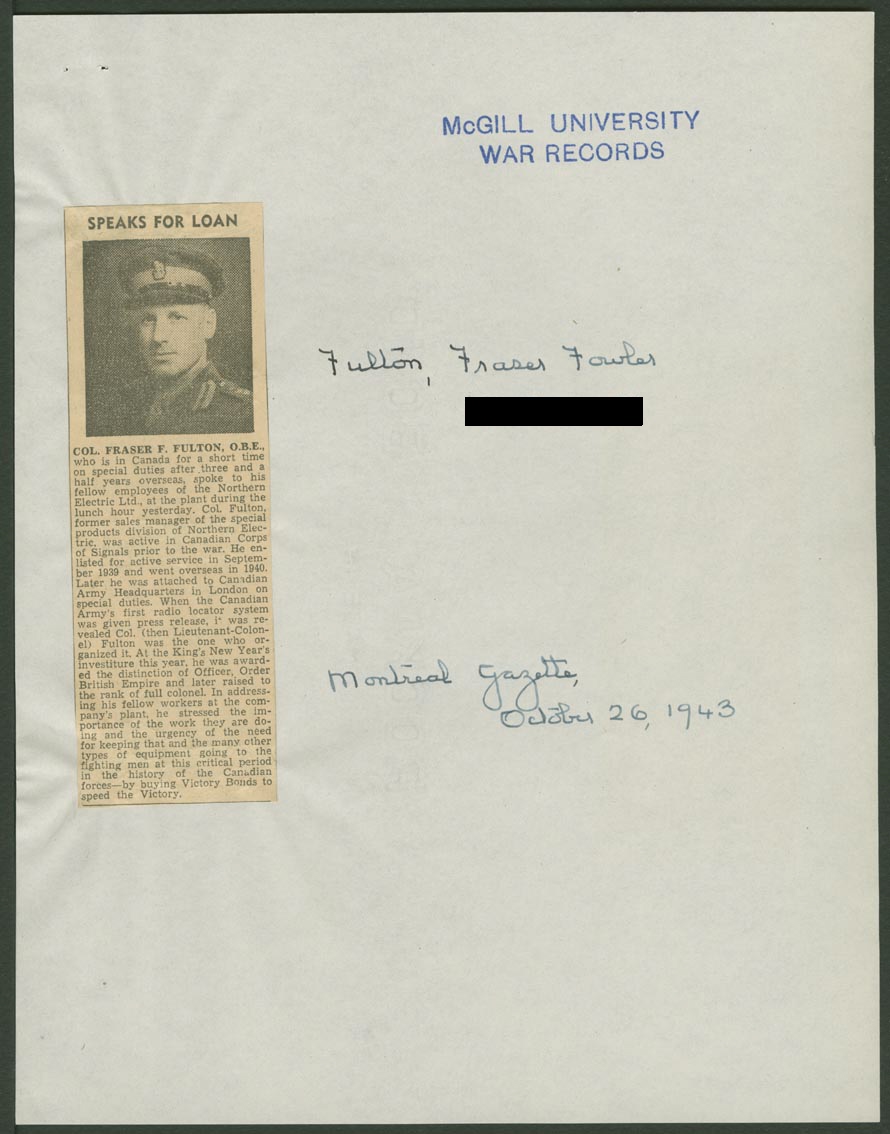 McGILL UNIVERSITY
WAR RECORDS
SPEAKS FOR LOAN
COL. FRASER F. FULTON, O.B.E.,
who is in Canada for a short time
on special duties after three and a
half years overseas, spoke to his
fellow employees of the Northern
Electric Ltd., at the plant during the
lunch hour yesterday. Col. Fulton,
former sales manager of the special
products division of Northern Elec-
tric, was active in Canadian Corps
of Signals prior to the war. He en-
listed for active service in Septem-
ber 1939 and went overseas in 1940.
Later he was attached to Canadian
Army Headquarters in London on
special duties. When the Canadian
Army's first radio locator system
was given press release, it was re-
vealed Col. (then Lieutenant-Colon-
el) Fulton was the one who or-
ganized it. At the King's New Year's
investiture this year, he was award-
ed the distinction of Officer, Order
British Empire and later raised to
the rank of full colonel. In address-
ing his fellow workers at the com-
pany's plant, he stressed the im-
portance of the work they are do-
ing and the urgency of the need
for keeping that and the many other
types of equipment going to the
fighting men at this critical period
in the history of the Canadian
forces—by buying Victory Bonds to
speed the Victory.
Fulton, Fraser Fowler
Montreal Gazette,
October 26, 1943